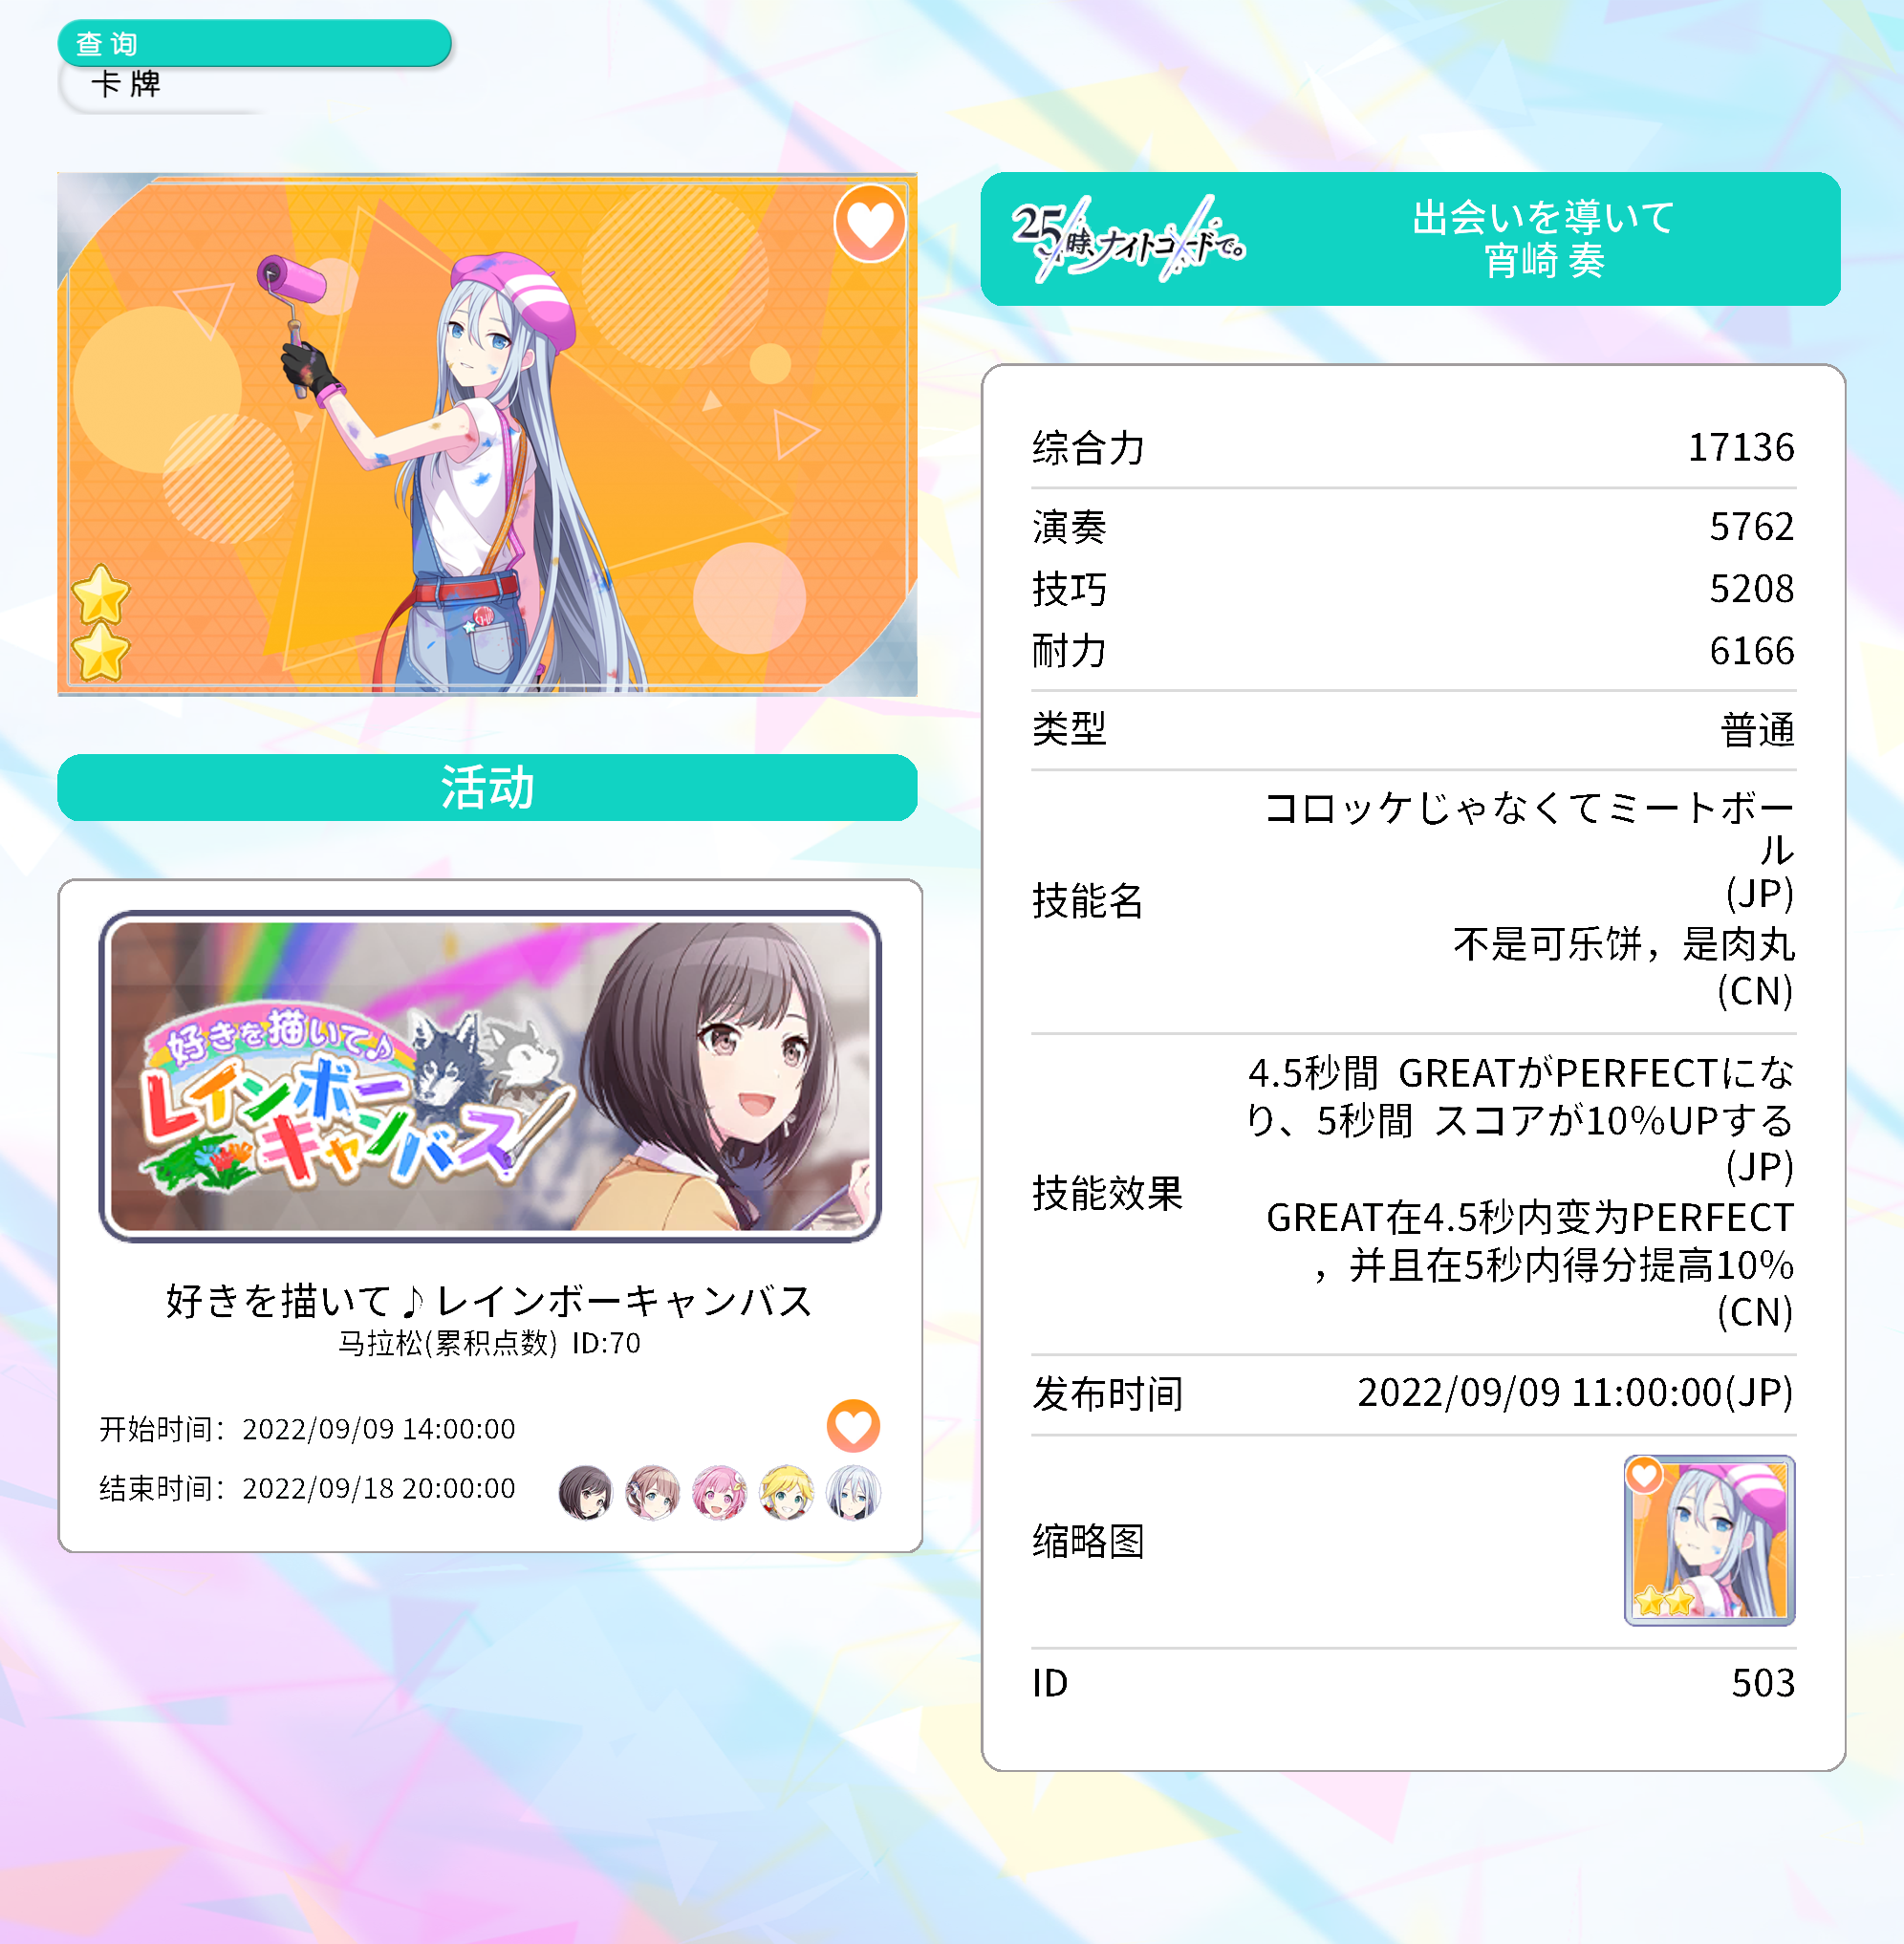 查询
卡牌
25時、ナイトコードで。
出会いを導いて
宵崎 奏
综合力 17136
演奏 5762
技巧 5208
耐力 6166
类型 普通
技能名
コロッケじゃなくてミートボー
ル
(JP)
不是可乐饼，是肉丸
(CN)
技能效果
4.5秒間 GREATがPERFECTにな
り、5秒間 スコアが10%UPする
(JP)
GREAT在4.5秒内变为PERFECT
，并且在5秒内得分提高10%
(CN)
发布时间 2022/09/09 11:00:00(JP)
缩略图
ID 503
活动
好きを描いて♪
レインボー
キャンバス
好きを描いて♪レインボーキャンバス
马拉松(累积点数) ID:70
开始时间：2022/09/09 14:00:00
结束时间：2022/09/18 20:00:00